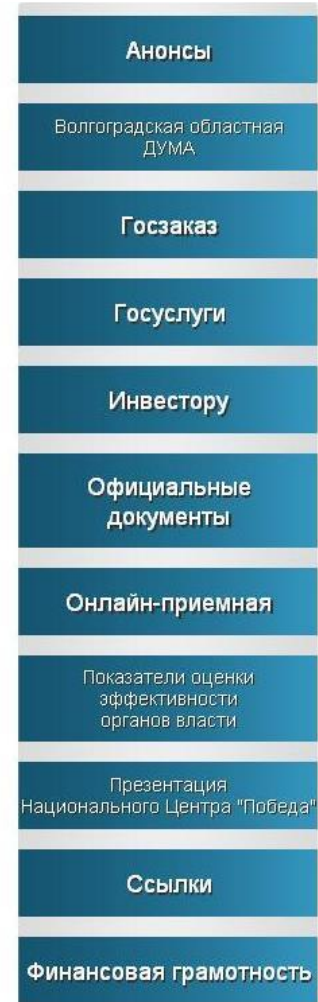 Анонсы
Волгоградская областная
ДУМА
Госзаказ
Госуслуги
Инвестору
Официальные
документы
Онлайн-приемная
Показатели оценки
эффективности
органов власти
Презентация
Национального Центра "Победа"
Ссылки
Финансовая грамотность